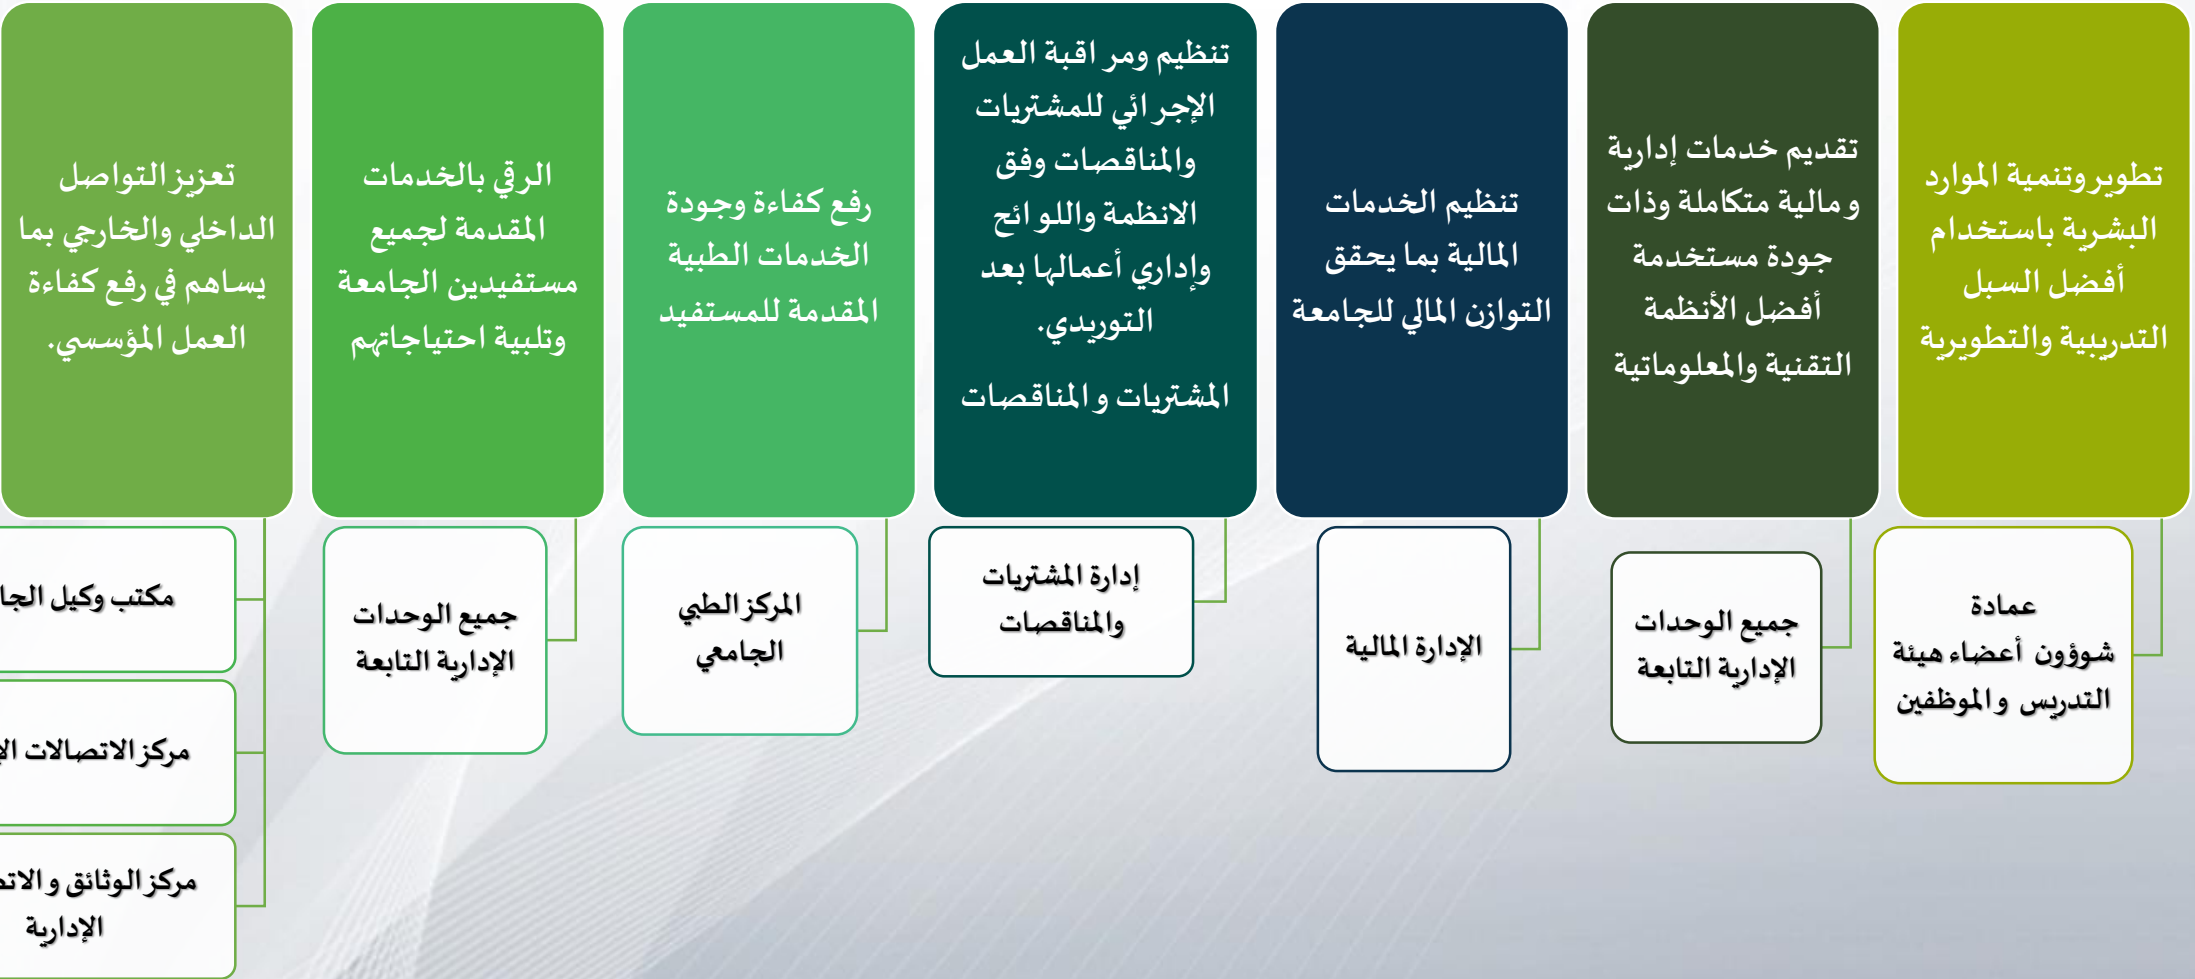 تطوير وتنمية الموارد
البشرية باستخدام
أفضل السبل
التدريبية والتطويرية
عمادة
شوؤون أعضاء هيئة
التدريس والموظفين
تقديم خدمات إدارية
ومالية متكاملة وذات
جودة مستخدمة
أفضل الأنظمة
التقنية والمعلوماتية
جميع الوحدات
الإدارية التابعة
تنظيم الخدمات
المالية بما يحقق
التوازن المالي للجامعة
الإدارة المالية
تنظيم ومراقبة العمل
الإجرائي للمشتريات
والمناقصات وفق
الانظمة واللوائح
وإداري أعمالها بعد
التوريدي.
المشتريات والمناقصات
إدارة المشتريات
والمناقصات
رفع كفاءة وجودة
الخدمات الطبية
المقدمة للمستفيد
المركز الطبي
الجامعي
الرقي بالخدمات
المقدمة لجميع
مستفيدين الجامعة
وتلبية احتياجاتهم
جميع الوحدات
الإدارية التابعة
تعزيز التواصل
الداخلي والخارجي بما
يساهم في رفع كفاءة
العمل المؤسسي.
مكتب وكيل
مركز الاتصالات
مركز الوثائق
الإدارية